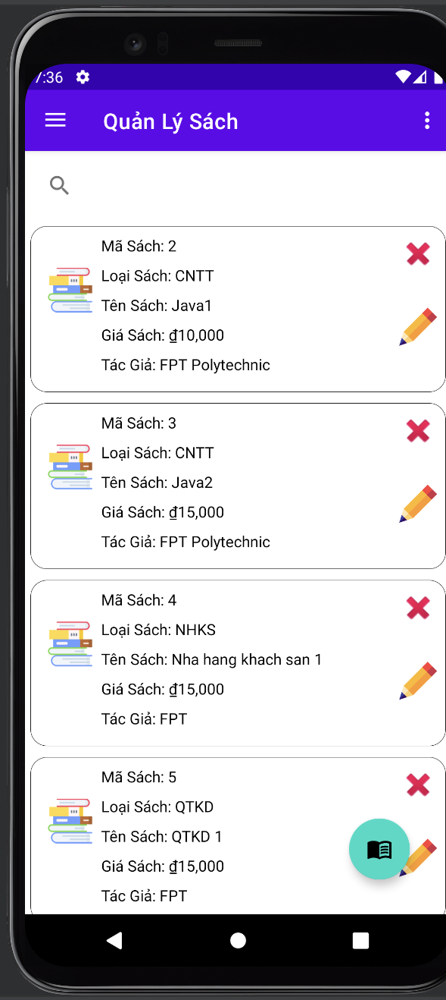 7:36
Quản Lý Sách
Mã Sách: 2
Loại Sách: CNTT
Tên Sách: Java1
Giá Sách: ₫10,000
Tác Giả: FPT Polytechnic
Mã Sách: 3
Loại Sách: CNTT
Tên Sách: Java2
Giá Sách: ₫15,000
Tác Giả: FPT Polytechnic
Mã Sách: 4
Loại Sách: NHKS
Tên Sách: Nha hang khach san 1
Giá Sách: ₫15,000
Tác Giả: FPT
Mã Sách: 5
Loại Sách: QTKD
Tên Sách: QTKD 1
Giá Sách: ₫15,000
Tác Giả: FPT